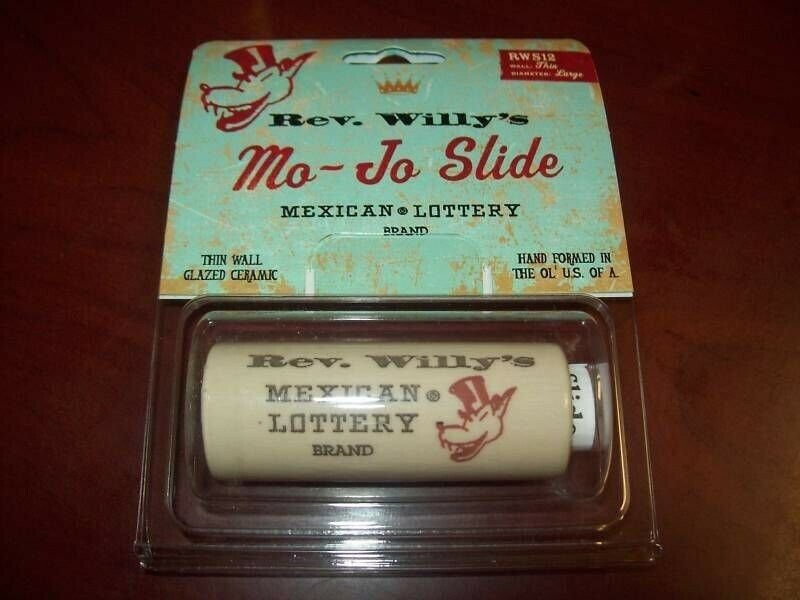 RWS12
WALL: Thin
DIAMETER: Large
Rev. Willy's
Mo-Jo Slide
MEXICAN ® LOTTERY
BRAND
THIN WALL
GLAZED CERAMIC
HAND FORMED IN
THE OL' U.S. OF A.
Rev. Willy's
MEXICAN ®
LOTTERY
BRAND